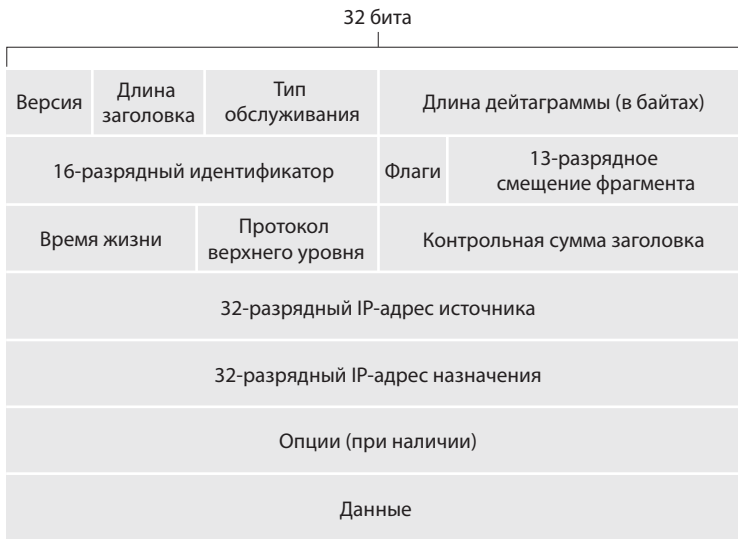 32 бита
Версия
Длина
заголовка
Тип
обслуживания
Длина дейтаграммы (в байтах)
16-разрядный идентификатор
Флаги
13-разрядное
смещение фрагмента
Время жизни
Протокол
верхнего уровня
Контрольная сумма заголовка
32-разрядный IP-адрес источника
32-разрядный IP-адрес назначения
Опции (при наличии)
Данные